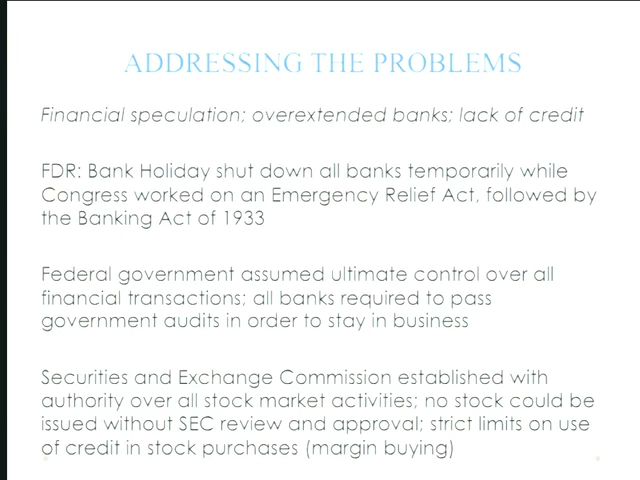 ADDRESSING THE PROBLEMS
Financial speculation; overextended banks; lack of credit
FDR: Bank Holiday shut down all banks temporarily while
Congress worked on an Emergency Relief Act, followed by
the Banking Act of 1933
Federal government assumed ultimate control over all
financial transactions; all banks required to pass
government audits in order to stay in business
Securities and Exchange Commission established with
authority over all stock market activities; no stock could be
issued without SEC review and approval; strict limits on use
of credit in stock purchases (margin buying)